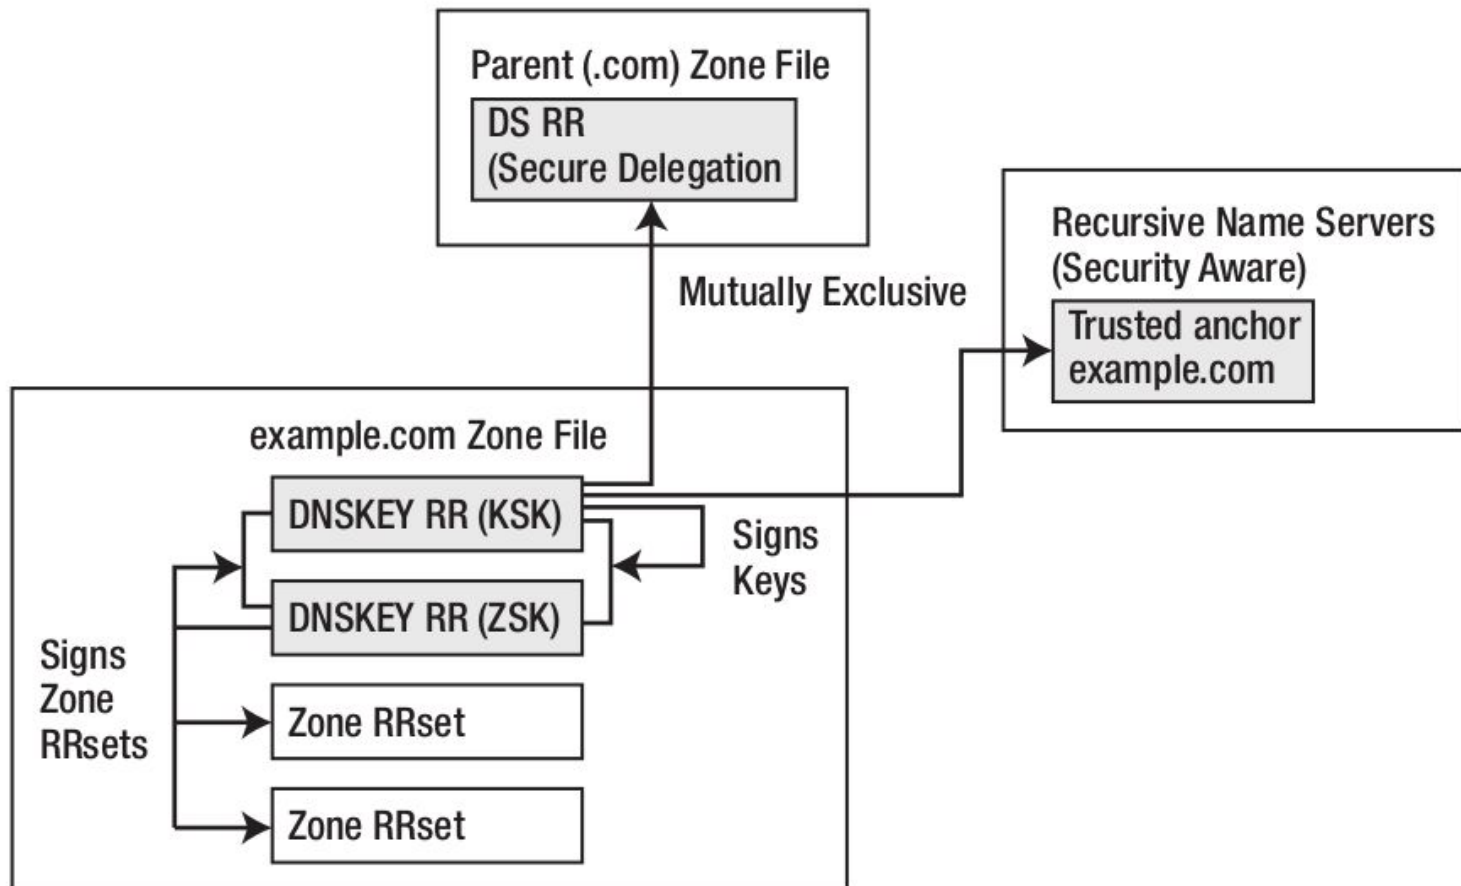 Parent (.com) Zone File
DS RR
(Secure Delegation
Recursive Name Servers
(Security Aware)
Trusted anchor
example.com
Mutually Exclusive
example.com Zone File
DNSKEY RR (KSK)
DNSKEY RR (ZSK)
Signs
Keys
Signs
Zone
RRsets
Zone RRset
Zone RRset